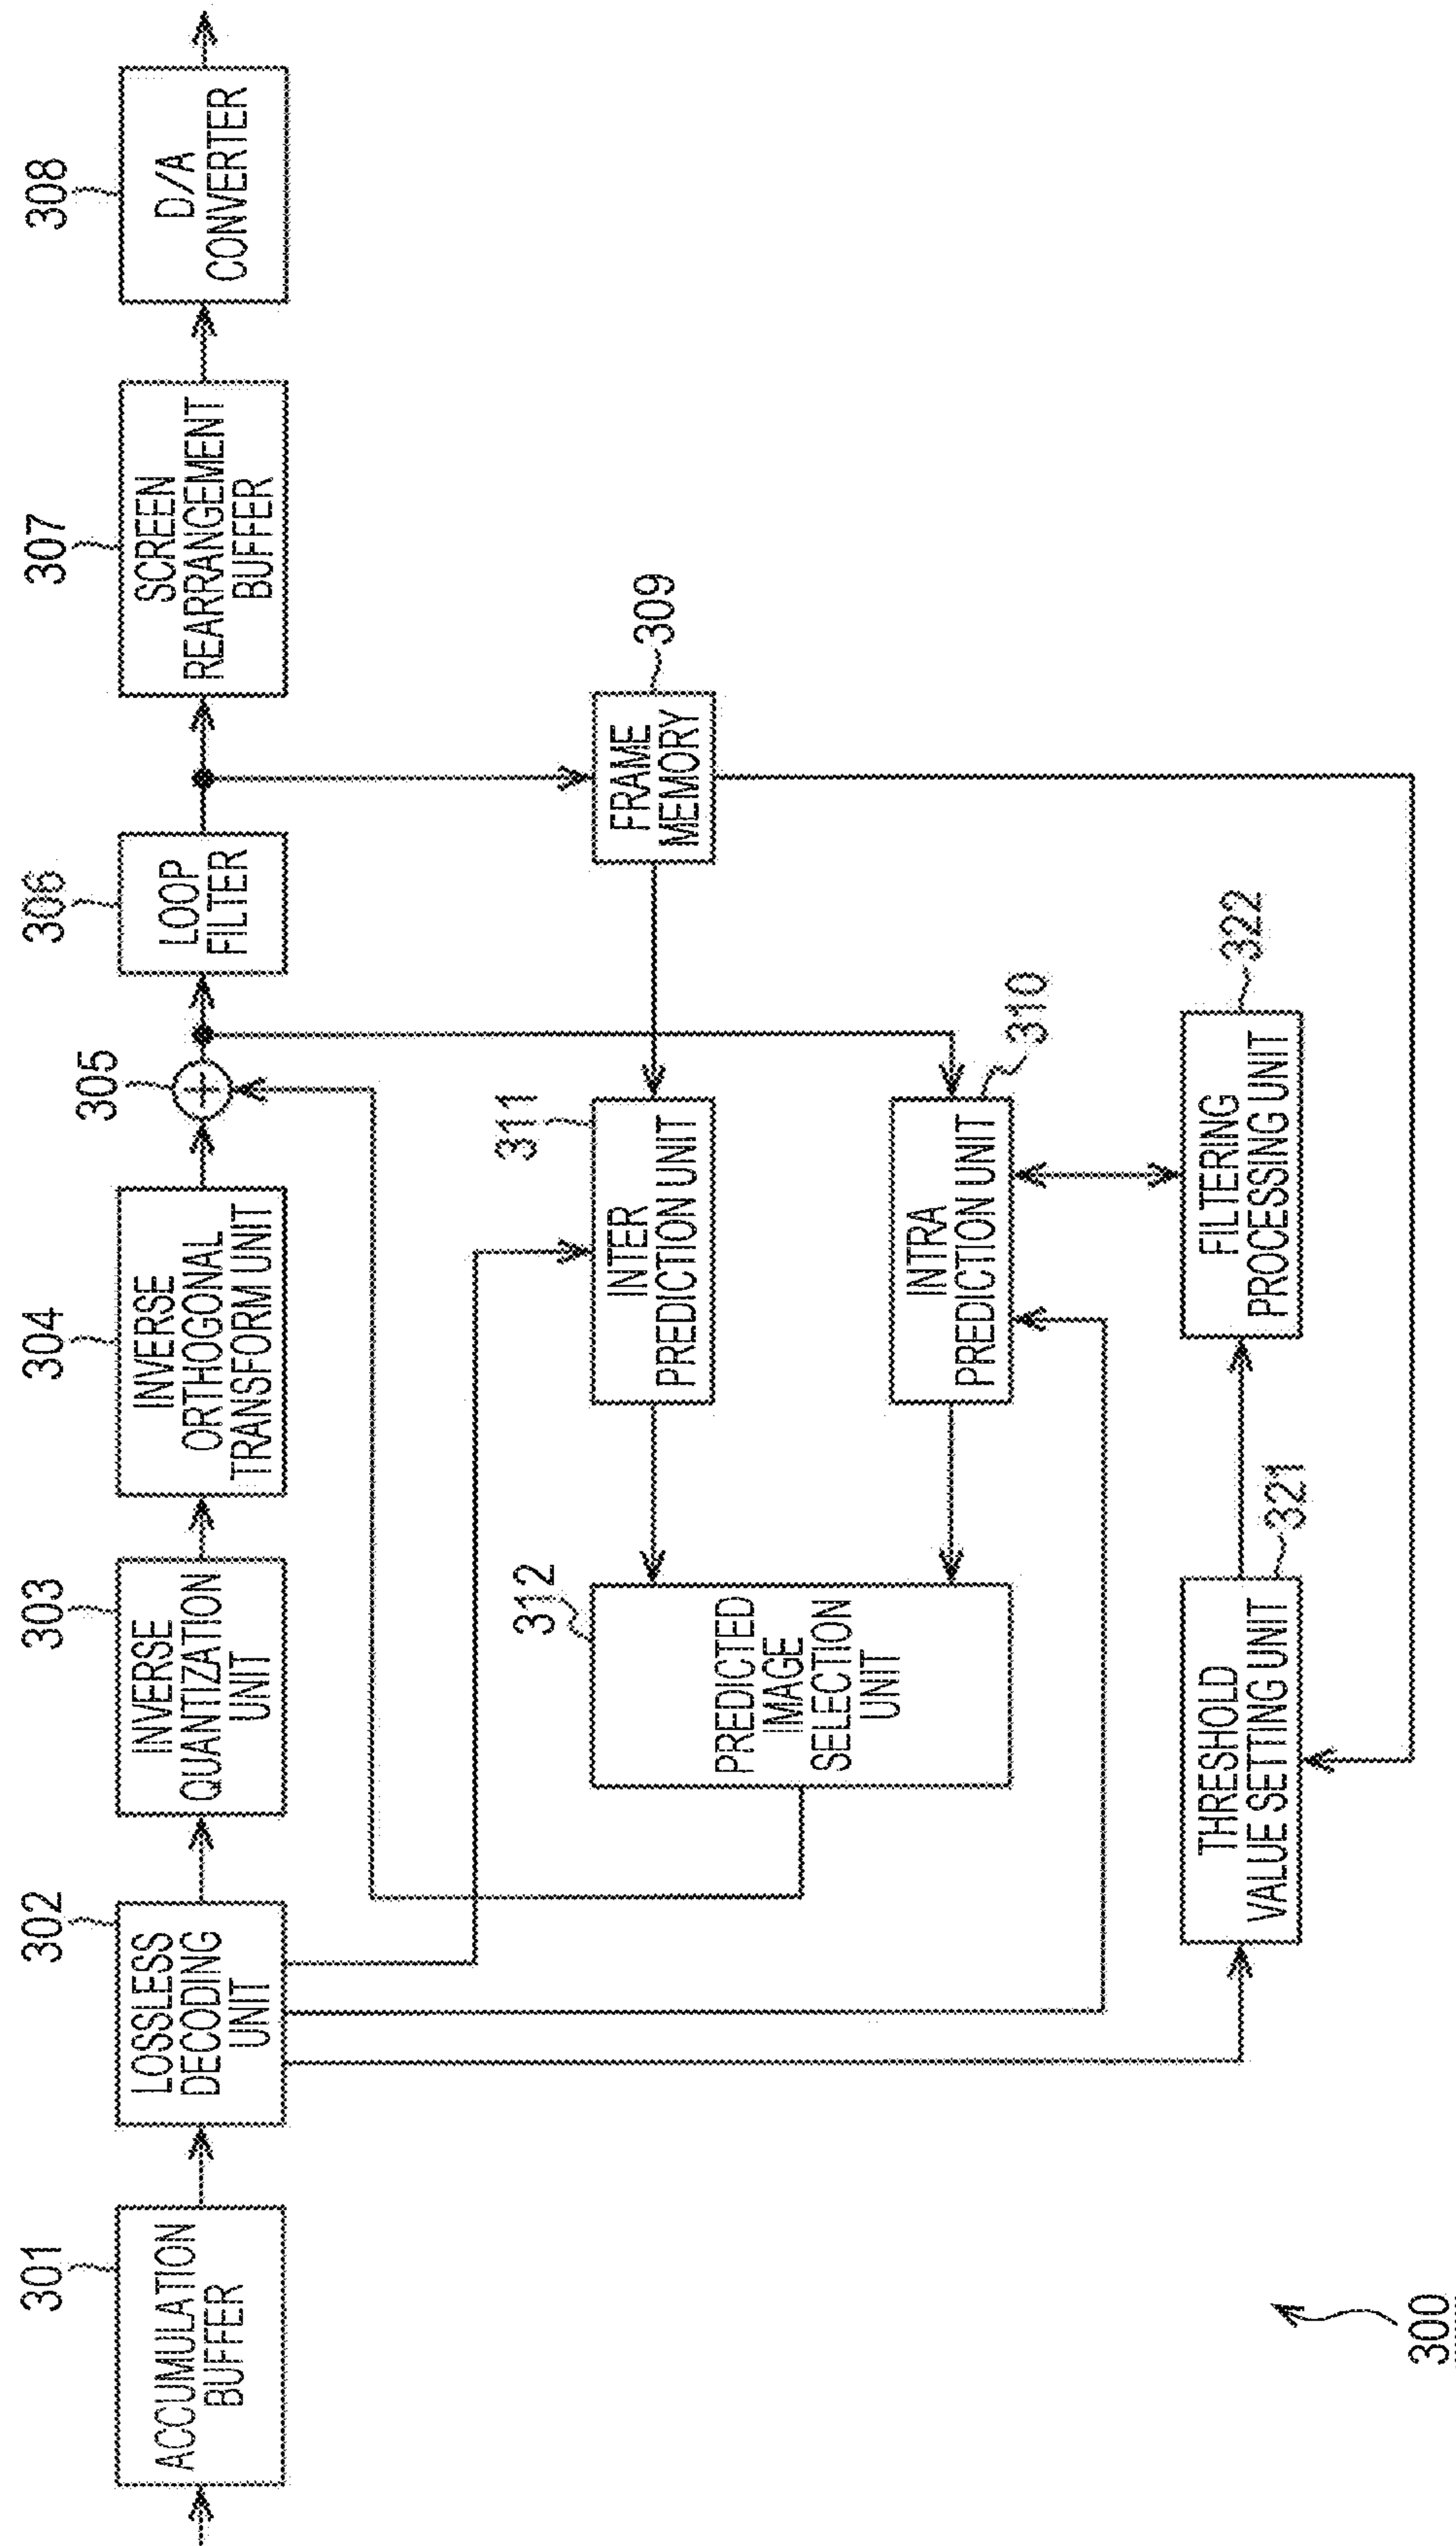 301
ACCUMULATION
BUFFER
302
LOSSLESS
DECODING
UNIT
303
INVERSE
QUANTIZATION
UNIT
304
INVERSE
ORTHOGONAL
TRANSFORM UNIT
305
306
LOOP
FILTER
307
SCREEN
REARRANGEMENT
BUFFER
308
D/A
CONVERTER
309
FRAME
MEMORY
311
INTER
PREDICTION UNIT
312
PREDICTED
IMAGE
SELECTION
UNIT
310
INTRA
PREDICTION UNIT
321
THRESHOLD
VALUE SETTING UNIT
322
FILTERING
PROCESSING UNIT
300